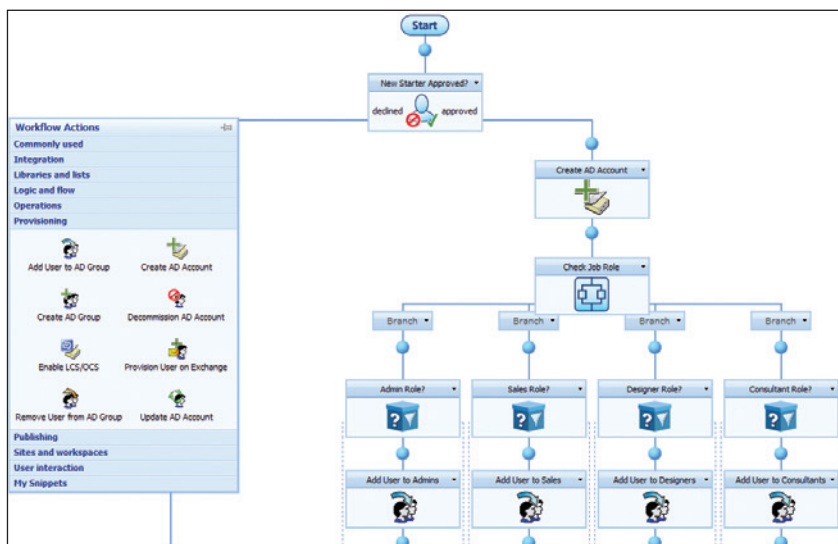 Start
New Starter Approved?
declined approved
Workflow Actions
Commonly used
Integration
Libraries and lists
Logic and flow
Operations
Provisioning
Add User to AD Group Create AD Account
Create AD Group Decommission AD Account
Enable LCS/OCS Provision User on Exchange
Remove User from AD Group Update AD Account
Publishing
Sites and workspaces
User interaction
My Snippets
Create AD Account
Check Job Role
Branch Branch Branch Branch
Admin Role? Sales Role? Designer Role? Consultant Role?
Add User to Admins Add User to Sales Add User to Designers Add User to Consultants